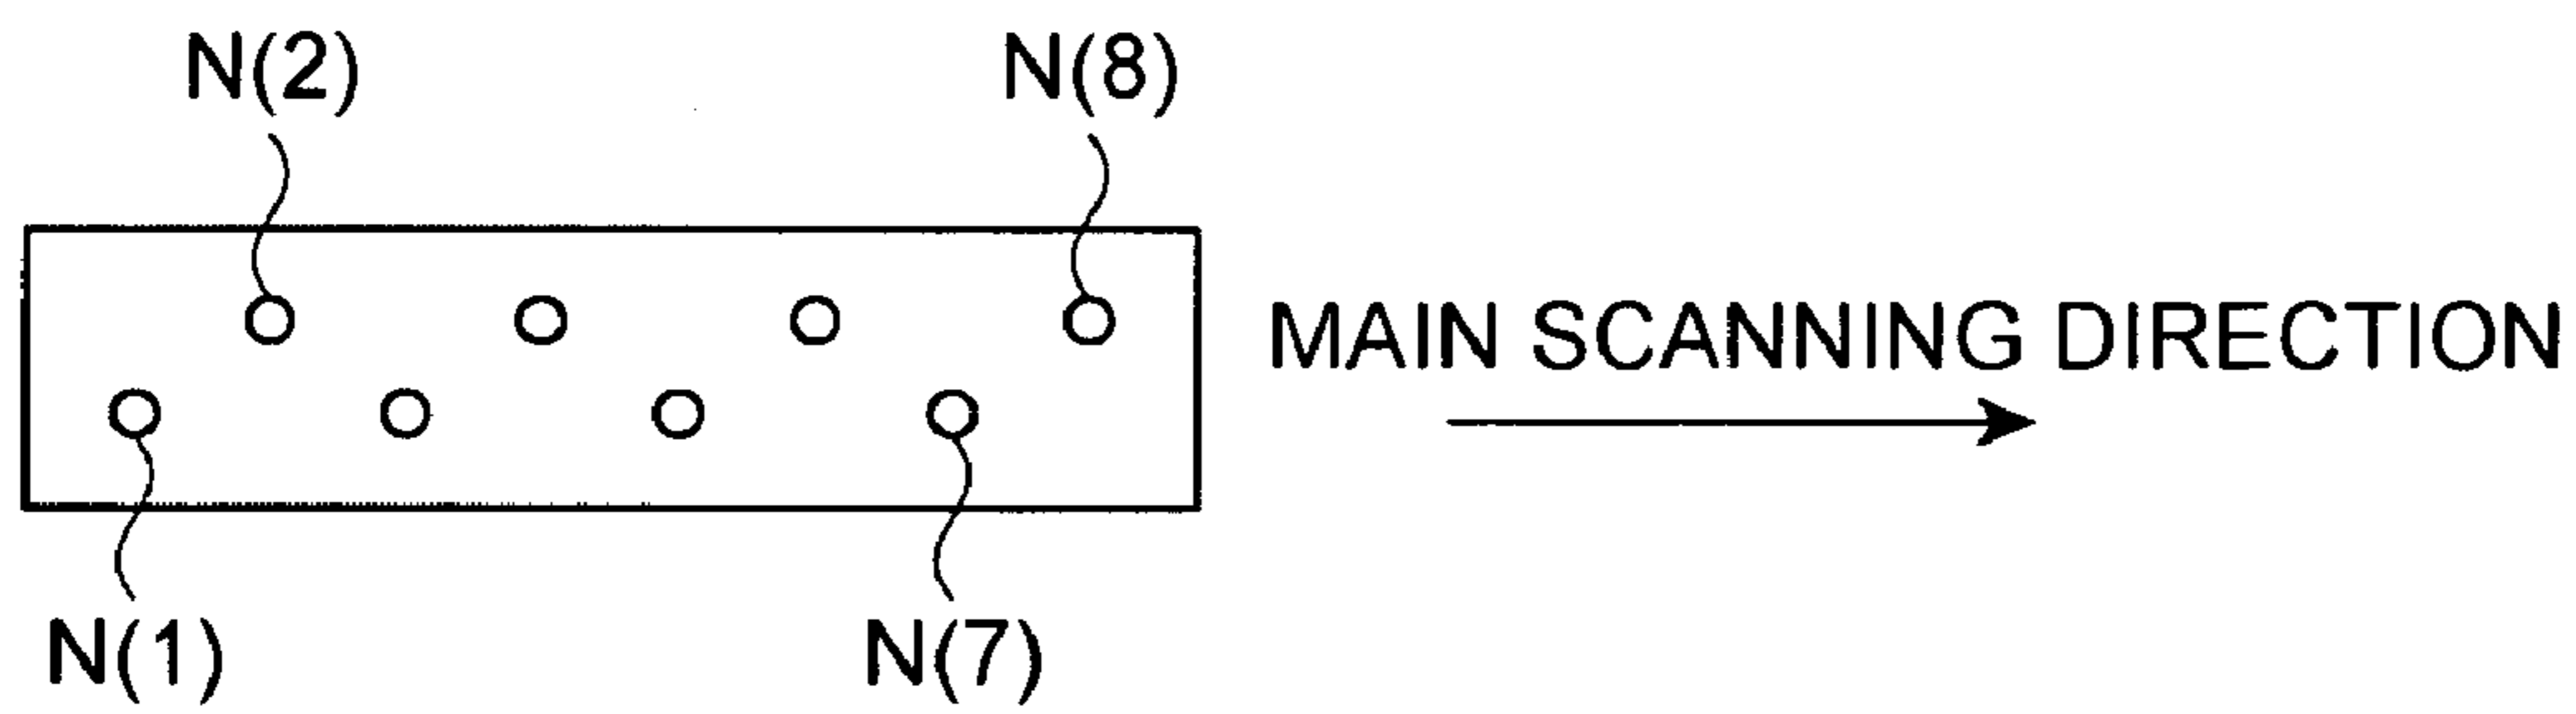 N(2)
N(8)
MAIN SCANNING DIRECTION
N(1)
N(7)